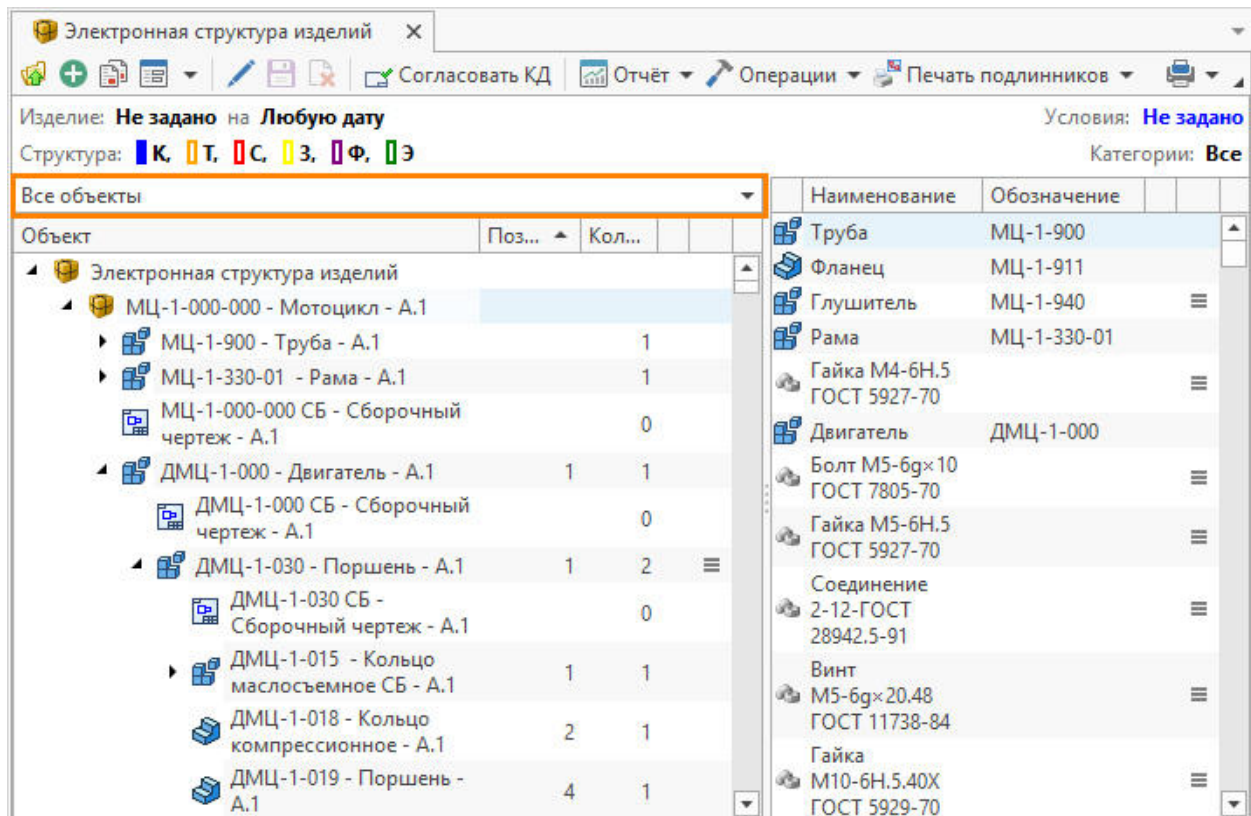 Электронная структура изделий
Согласовать КД Отчёт Операции Печать подлинников
Изделие: Не задано на Любую дату
Условия: Не задано
Структура: К, Т, С, З, Ф, Э
Категории: Все
Все объекты
Объект Поз... Кол...
Электронная структура изделий
МЦ-1-000-000 - Мотоцикл - А.1
МЦ-1-900 - Труба - А.1 1
МЦ-1-330-01 - Рама - А.1 1
МЦ-1-000-000 СБ - Сборочный
чертеж - А.1 0
ДМЦ-1-000 - Двигатель - А.1 1 1
ДМЦ-1-000 СБ - Сборочный
чертеж - А.1 0
ДМЦ-1-030 - Поршень - А.1 1 2
ДМЦ-1-030 СБ -
Сборочный чертеж - А.1 0
ДМЦ-1-015 - Кольцо
маслосъемное СБ - А.1 1 1
ДМЦ-1-018 - Кольцо
компрессионное - А.1 2 1
ДМЦ-1-019 - Поршень -
А.1 4 1
Наименование Обозначение
Труба МЦ-1-900
Фланец МЦ-1-911
Глушитель МЦ-1-940
Рама МЦ-1-330-01
Гайка М4-6Н.5
ГОСТ 5927-70
Двигатель ДМЦ-1-000
Болт М5-6g×10
ГОСТ 7805-70
Гайка М5-6Н.5
ГОСТ 5927-70
Соединение
2-12-ГОСТ
28942.5-91
Винт
М5-6g×20.48
ГОСТ 11738-84
Гайка
М10-6Н.5.40Х
ГОСТ 5929-70